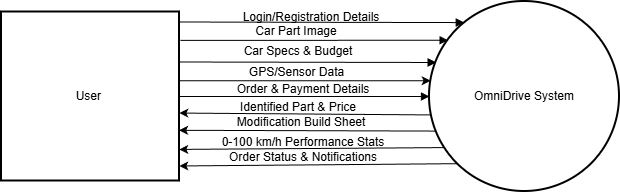 Login/Registration Details
Car Part Image
Car Specs & Budget
GPS/Sensor Data
User
Order & Payment Details
OmniDrive System
Identified Part & Price
Modification Build Sheet
0-100 km/h Performance Stats
Order Status & Notifications